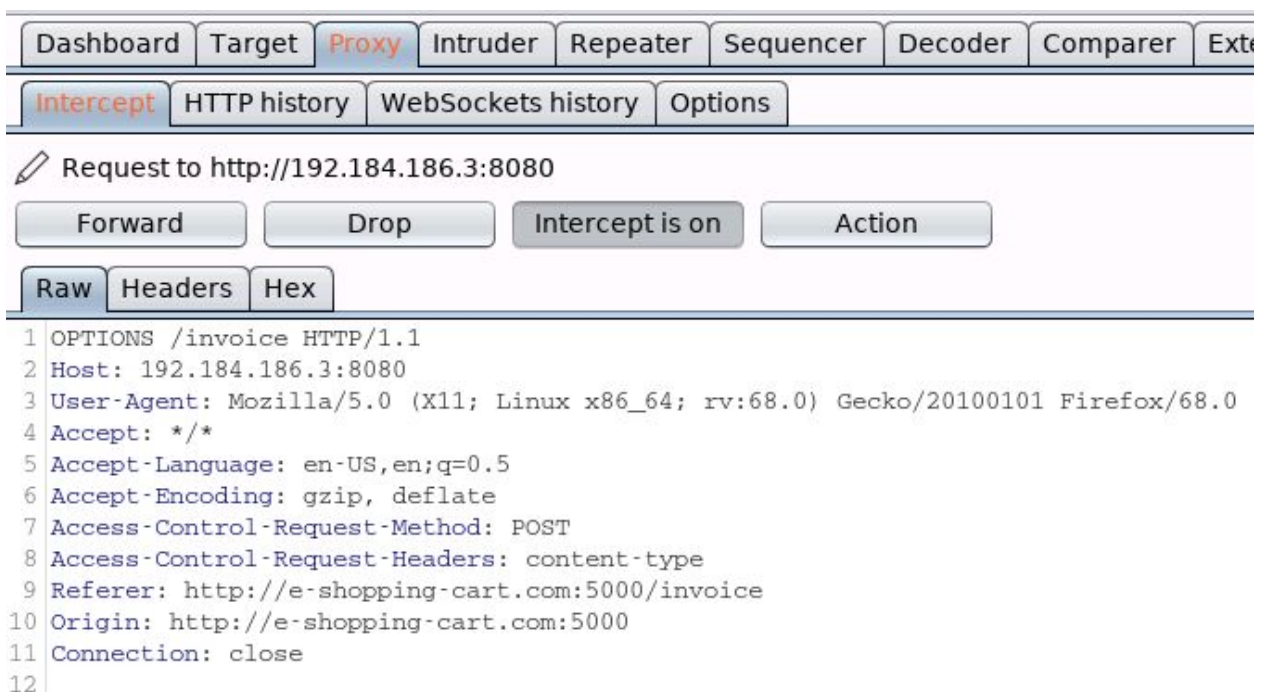 Dashboard Target Proxy Intruder Repeater Sequencer Decoder Comparer
Intercept HTTP history WebSockets history Options
Request to http://192.184.186.3:8080
Forward Drop Intercept is on Action
Raw Headers Hex
1 OPTIONS /invoice HTTP/1.1
2 Host: 192.184.186.3:8080
3 User-Agent: Mozilla/5.0 (X11; Linux x86_64; rv:68.0) Gecko/20100101 Firefox/68.0
4 Accept: */*
5 Accept-Language: en-US,en;q=0.5
6 Accept-Encoding: gzip, deflate
7 Access-Control-Request-Method: POST
8 Access-Control-Request-Headers: content-type
9 Referer: http://e-shopping-cart.com:5000/invoice
10 Origin: http://e-shopping-cart.com:5000
11 Connection: close
12